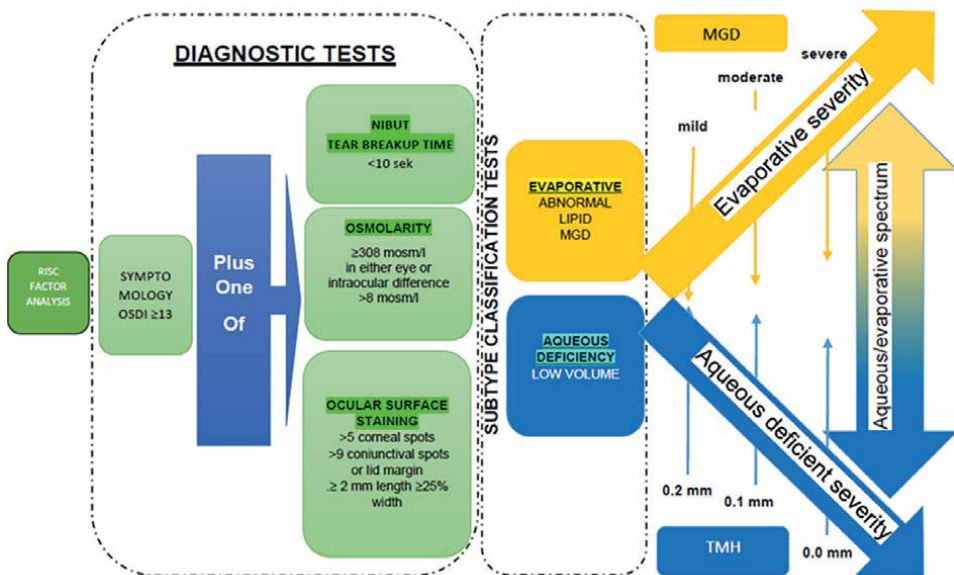 DIAGNOSTIC TESTS
RISC
FACTOR
ANALYSIS
SYMPTO
MOLOGY
OSDI ≥13
Plus
One
Of
NIBUT
TEAR BREAKUP TIME
<10 sek
OSMOLARITY
≥308 mosm/l
in either eye or
intraocular difference
>8 mosm/l
OCULAR SURFACE
STAINING
>5 corneal spots
>9 coniunctival spots
or lid margin
.≥ 2 mm length ≥25%
width
SUBTYPE CLASSIFICATION TESTS
EVAPORATIVE
ABNORMAL
LIPID
MGD
AQUEOUS
DEFICIENCY
LOW VOLUME
MGD
mild
moderate
severe
Evaporative severity
Aqueous/evaporative spectrum
Aqueous deficient severity
0.2 mm
0.1 mm
0.0 mm
TMH